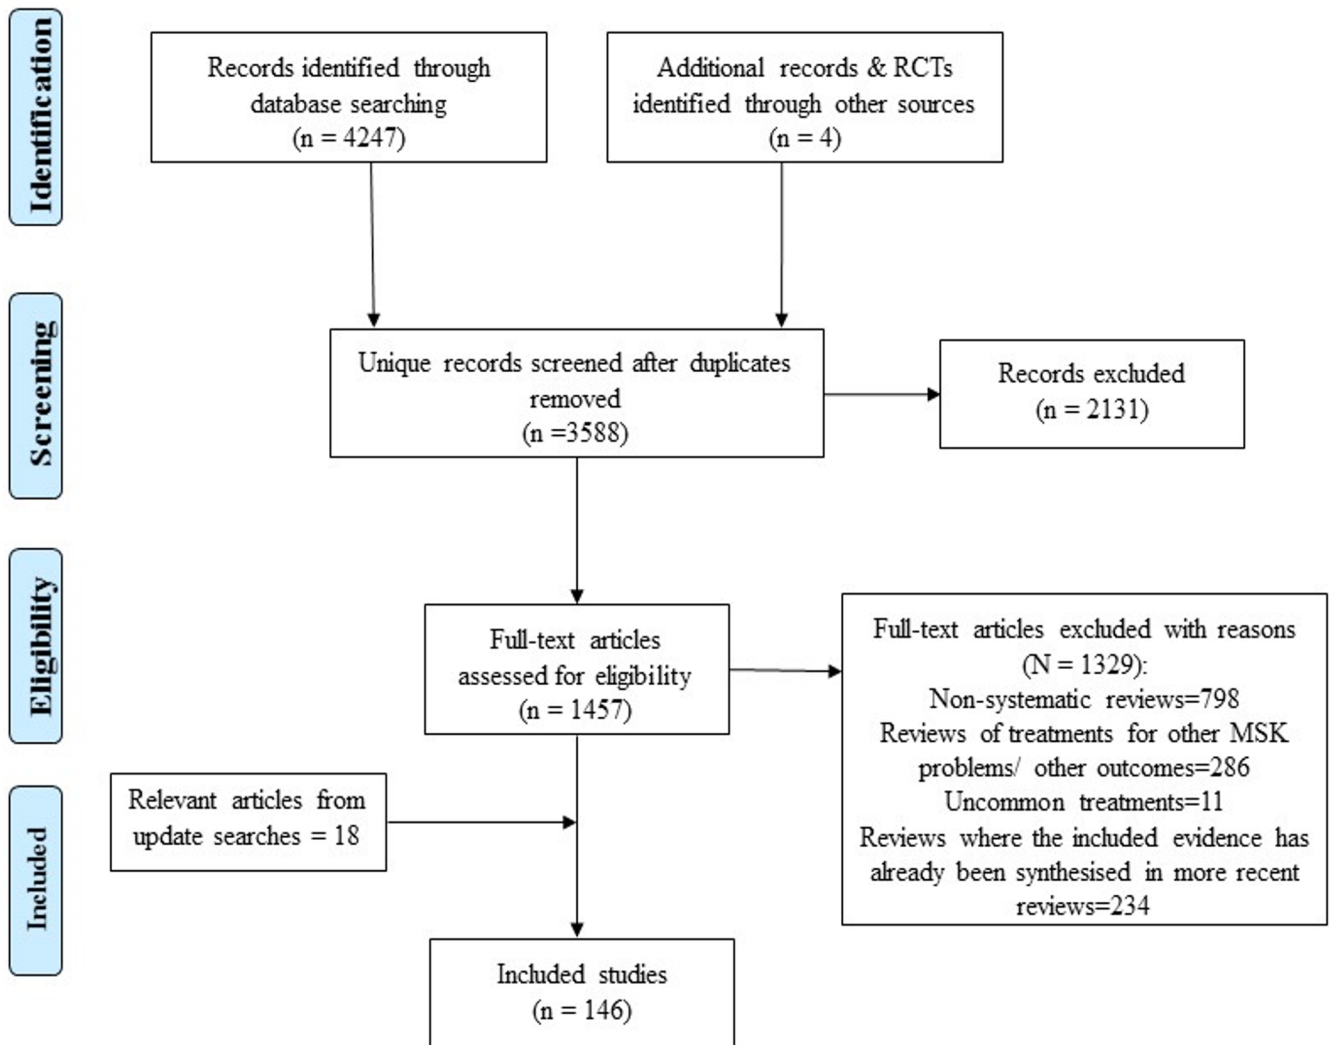 Identification
Records identified through
database searching
(n = 4247)
Additional records & RCTs
identified through other sources
(n = 4)
Screening
Unique records screened after duplicates
removed
(n =3588)
Records excluded
(n = 2131)
Eligibility
Full-text articles
assessed for eligibility
(n = 1457)
Full-text articles excluded with reasons
(N = 1329):
Non-systematic reviews=798
Reviews of treatments for other MSK
problems/ other outcomes=286
Uncommon treatments=11
Reviews where the included evidence has
already been synthesised in more recent
reviews=234
Included
Relevant articles from
update searches = 18
Included studies
(n = 146)